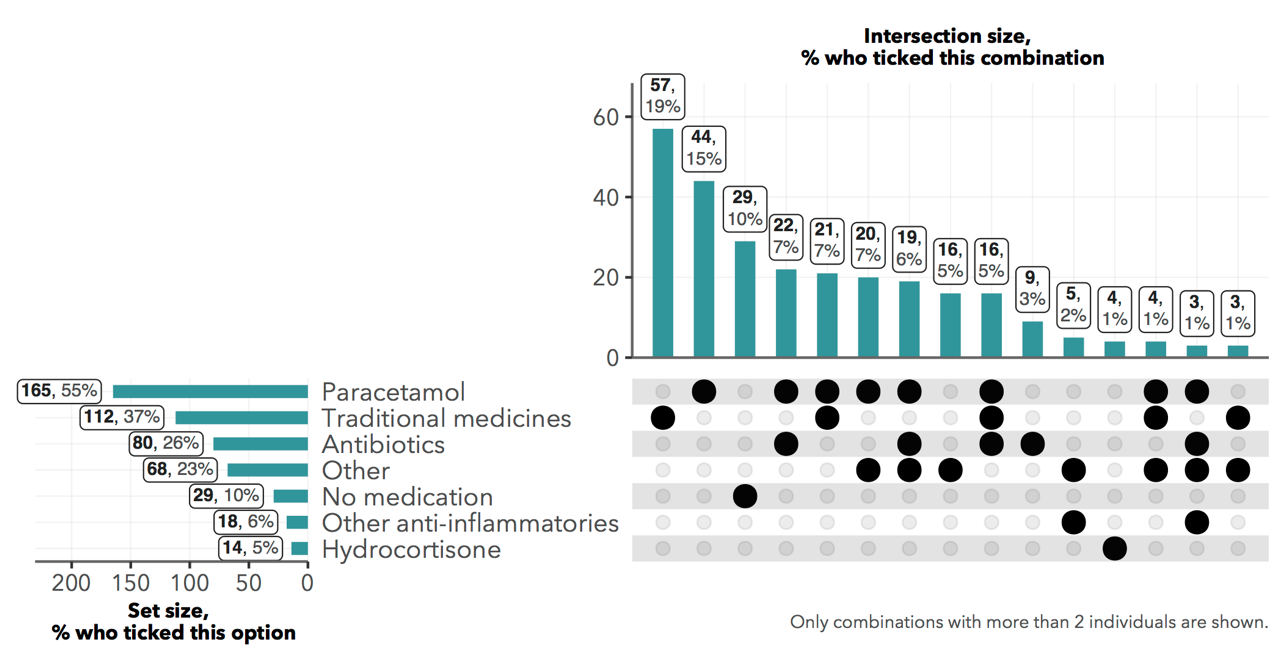 Intersection size,
% who ticked this combination
57,
19%
44,
15%
29,
10%
22,
7%
21,
7%
20,
7%
19,
6%
16,
5%
16,
5%
9,
3%
5,
2%
4,
1%
4,
1%
3,
1%
3,
1%
60
40
20
0
165, 55% Paracetamol
112, 37% Traditional medicines
80, 26% Antibiotics
68, 23% Other
29, 10% No medication
18, 6% Other anti-inflammatories
14, 5% Hydrocortisone
200 150 100 50 0
Set size,
% who ticked this option
Only combinations with more than 2 individuals are shown.